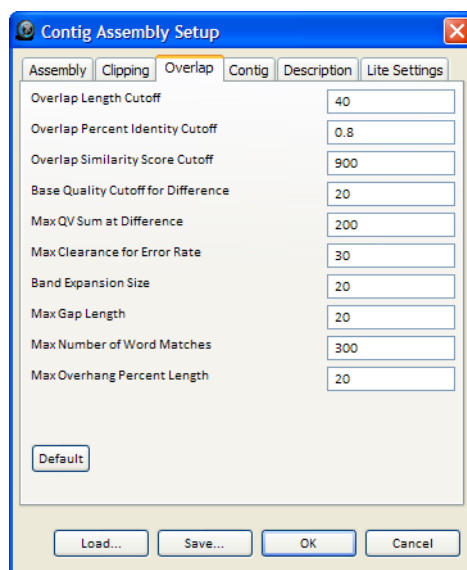 Contig Assembly Setup
Assembly Clipping Overlap Contig Description Lite Settings
Overlap Length Cutoff 40
Overlap Percent Identity Cutoff 0.8
Overlap Similarity Score Cutoff 900
Base Quality Cutoff for Difference 20
Max QV Sum at Difference 200
Max Clearance for Error Rate 30
Band Expansion Size 20
Max Gap Length 20
Max Number of Word Matches 300
Max Overhang Percent Length 20
Default
Load... Save... OK Cancel